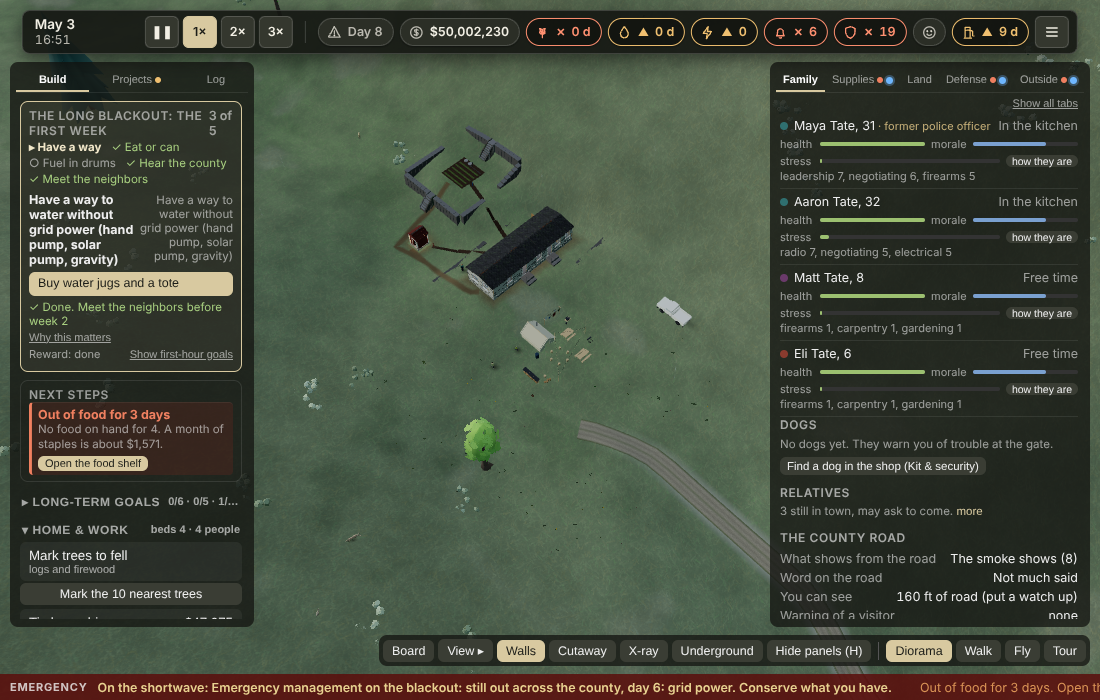 May 3
16:51
❚❚
1×
2×
3×
Day 8
$50,002,230
× 0 d
▲ 0 d
▲ 0
× 6
× 19
▲ 9 d
Build
Projects
Log
THE LONG BLACKOUT: THE FIRST WEEK
3 of 5
▸ Have a way
✓ Eat or can
○ Fuel in drums
✓ Hear the county
✓ Meet the neighbors
Have a way to water without grid power (hand pump, solar pump, gravity)
Have a way to water without grid power (hand pump, solar pump, gravity)
Buy water jugs and a tote
✓ Done. Meet the neighbors before week 2
Why this matters
Reward: done
Show first-hour goals
NEXT STEPS
Out of food for 3 days
No food on hand for 4. A month of staples is about $1,571.
Open the food shelf
▸ LONG-TERM GOALS
0/6 · 0/5 · 1/...
▾ HOME & WORK
beds 4 · 4 people
Mark trees to fell
logs and firewood
Mark the 10 nearest trees
Family
Supplies
Land
Defense
Outside
Show all tabs
Maya Tate, 31 · former police officer
In the kitchen
health
morale
stress
how they are
leadership 7, negotiating 6, firearms 5
Aaron Tate, 32
In the kitchen
health
morale
stress
how they are
radio 7, negotiating 5, electrical 5
Matt Tate, 8
Free time
health
morale
stress
how they are
firearms 1, carpentry 1, gardening 1
Eli Tate, 6
Free time
health
morale
stress
how they are
firearms 1, carpentry 1, gardening 1
DOGS
No dogs yet. They warn you of trouble at the gate.
Find a dog in the shop (Kit & security)
RELATIVES
3 still in town, may ask to come. more
THE COUNTY ROAD
What shows from the road
The smoke shows (8)
Word on the road
Not much said
You can see
160 ft of road (put a watch up)
Warning of a visitor
none
Board
View ▸
Walls
Cutaway
X-ray
Underground
Hide panels (H)
Diorama
Walk
Fly
Tour
EMERGENCY
On the shortwave: Emergency management on the blackout: still out across the county, day 6: grid power. Conserve what you have.
Out of food for 3 days. Open